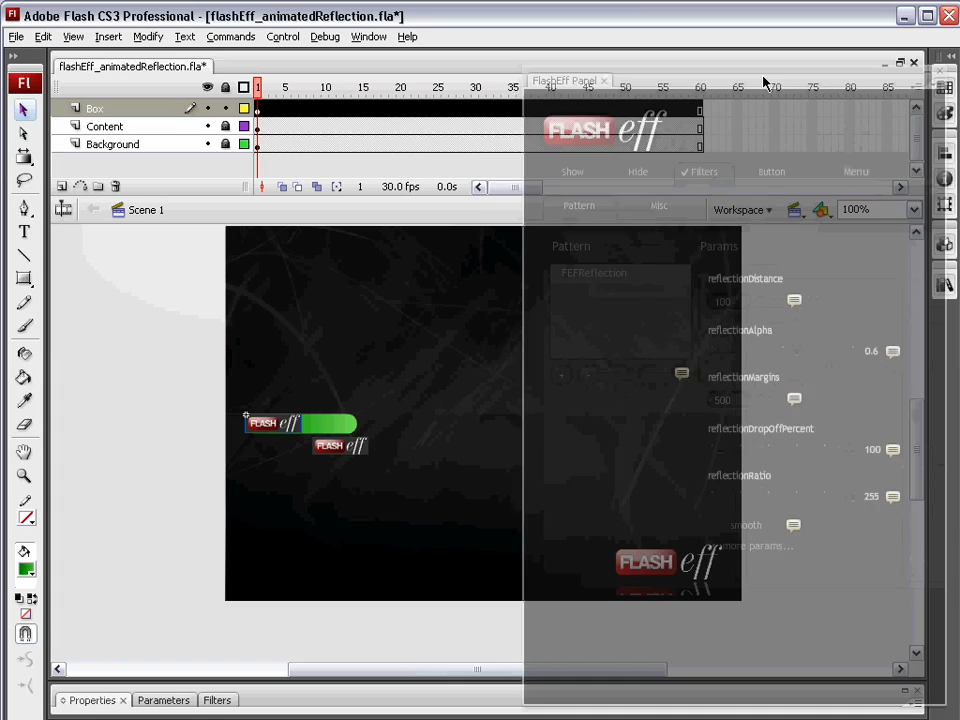 Adobe Flash CS3 Professional - [flashEff_animatedReflection.fla*]
File Edit View Insert Modify Text Commands Control Debug Window Help
flashEff_animatedReflection.fla*
FlashEff Panel
Fl
1 5 10 15 20 25 30 35 40 45 50 55 60 65 70 75 80 85
Box
Content
Background
FLASH eff
Show Hide Filters Button Menu
1 30.0 fps 0.0s
Pattern Misc
Scene 1
Workspace 100%
Pattern Params
FEFReflection
reflectionDistance
100
reflectionAlpha
0.6
reflectionMargins
500
reflectionDropOffPercent
100
reflectionRatio
255
smooth
more params...
FLASH eff
FLASH eff
FLASH eff
Properties Parameters Filters